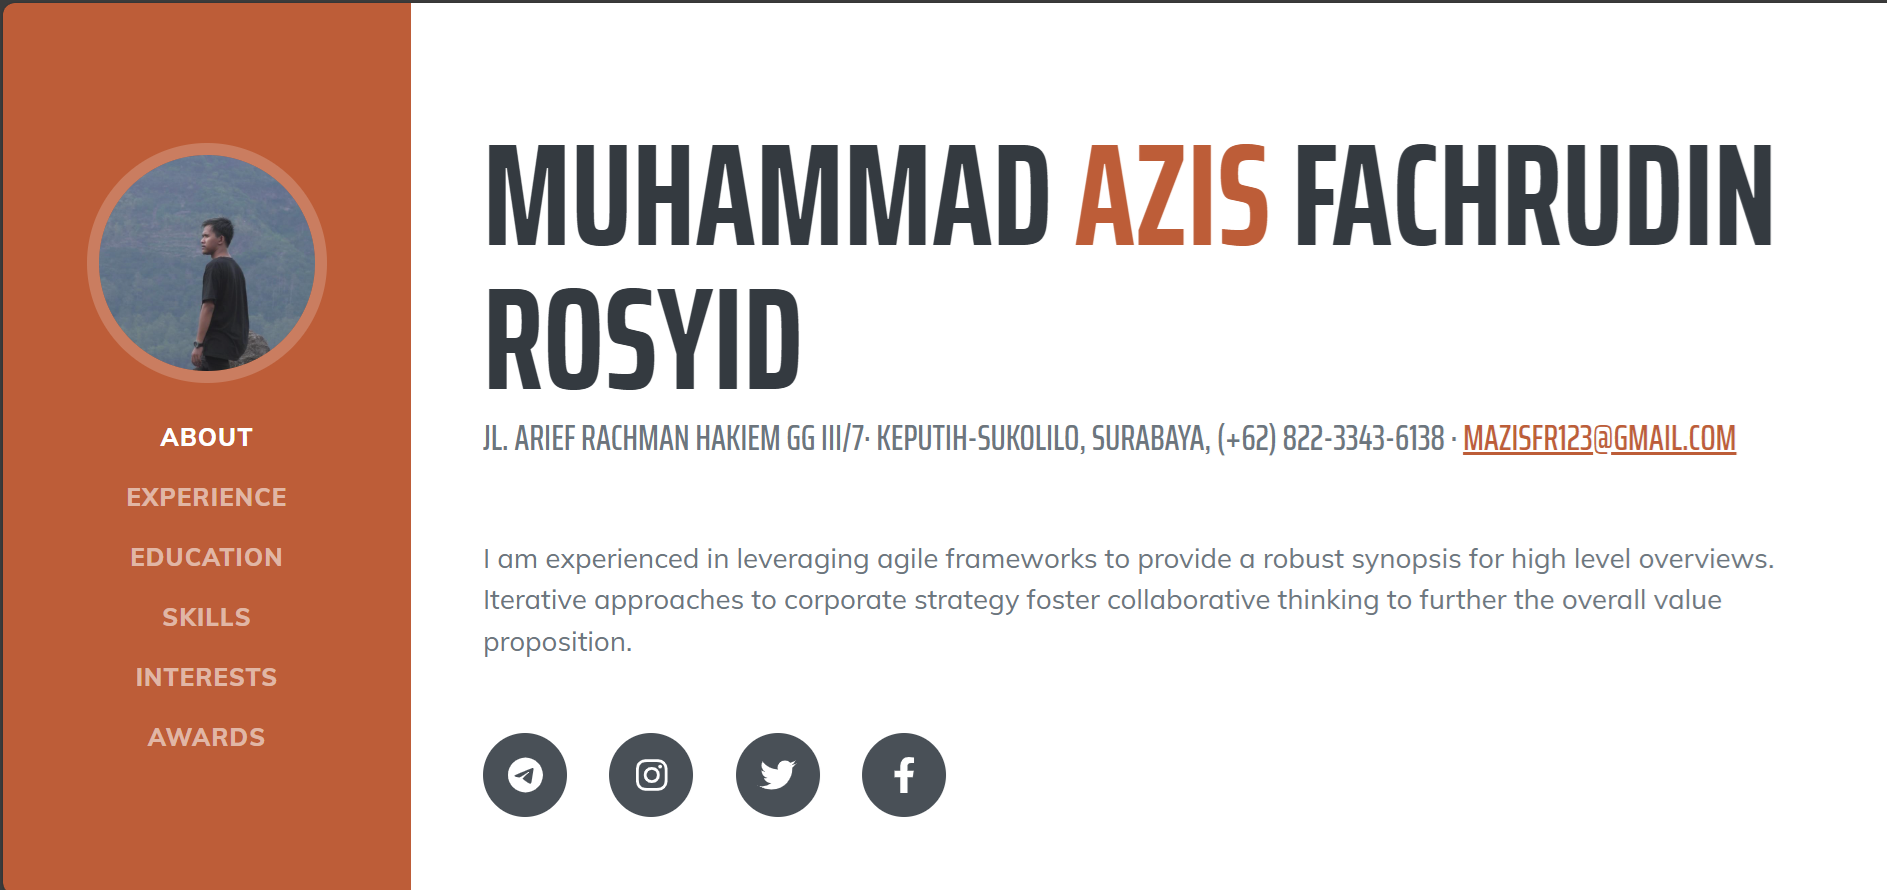 ABOUT
EXPERIENCE
EDUCATION
SKILLS
INTERESTS
AWARDS
MUHAMMAD AZIS FACHRUDIN
ROSYID
JL. ARIEF RACHMAN HAKIEM GG III/7· KEPUTIH-SUKOLILO, SURABAYA, (+62) 822-3343-6138 · MAZISFR123@GMAIL.COM
I am experienced in leveraging agile frameworks to provide a robust synopsis for high level overviews.
Iterative approaches to corporate strategy foster collaborative thinking to further the overall value
proposition.